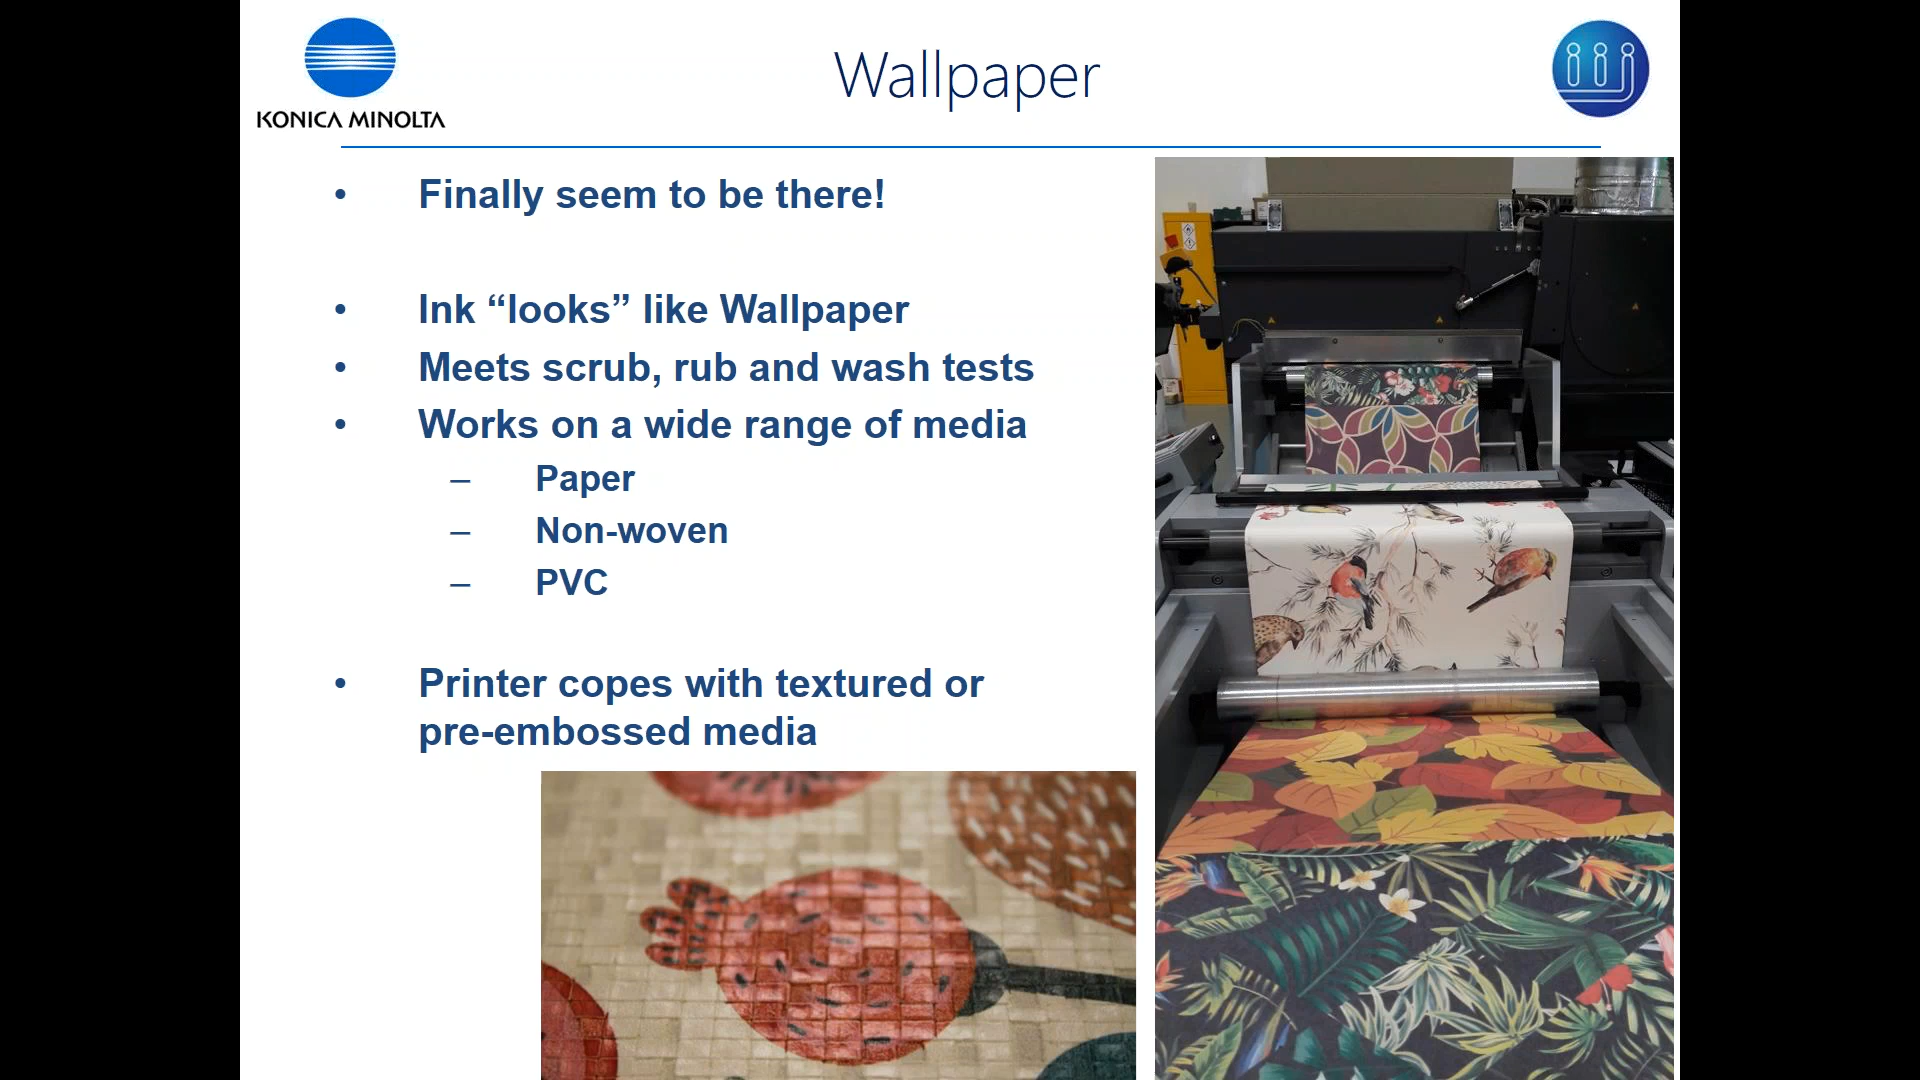 KONICA MINOLTA
Wallpaper
iij
• Finally seem to be there!
• Ink “looks” like Wallpaper
• Meets scrub, rub and wash tests
• Works on a wide range of media
– Paper
– Non-woven
– PVC
• Printer copes with textured or
pre-embossed media